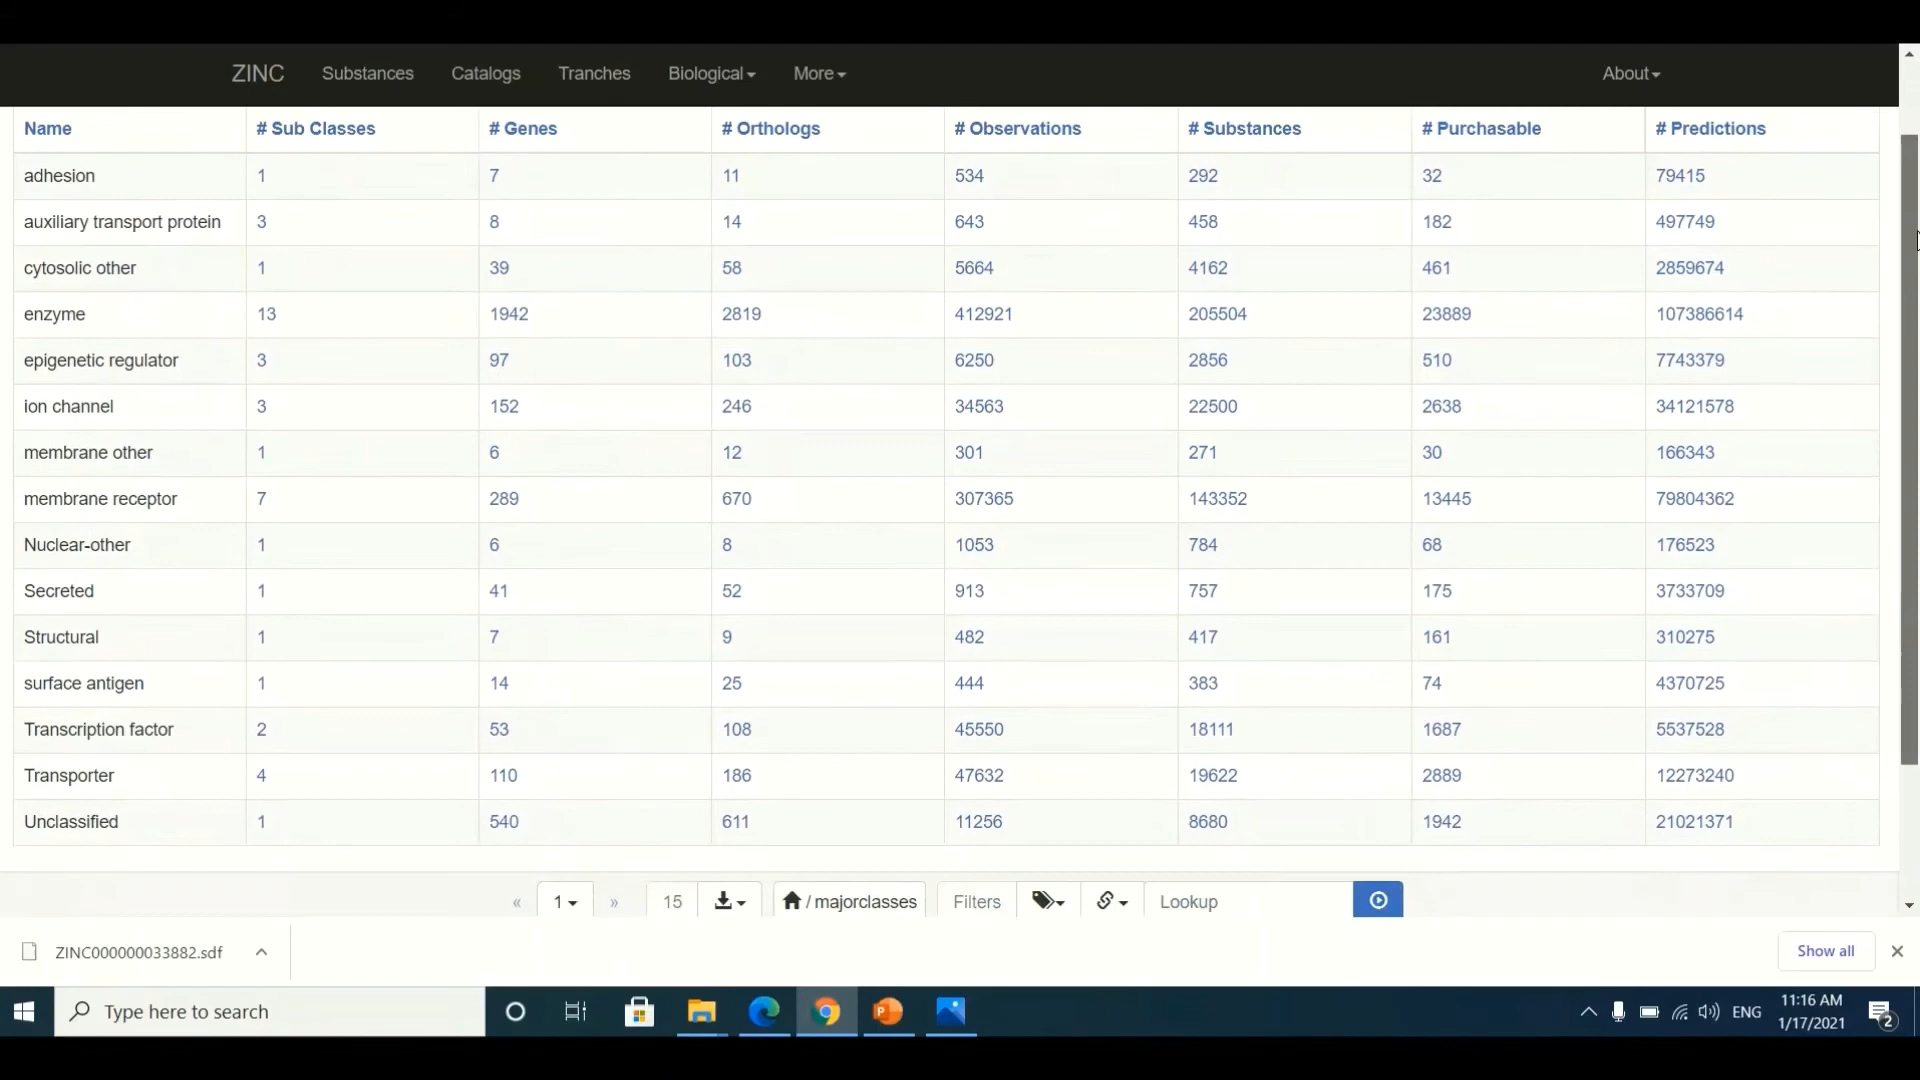 ZINC Substances Catalogs Tranches Biological More About
Name # Sub Classes # Genes # Orthologs # Observations # Substances # Purchasable # Predictions
adhesion 1 7 11 534 292 32 79415
auxiliary transport protein 3 8 14 643 458 182 497749
cytosolic other 1 39 58 5664 4162 461 2859674
enzyme 13 1942 2819 412921 205504 23889 107386614
epigenetic regulator 3 97 103 6250 2856 510 7743379
ion channel 3 152 246 34563 22500 2638 34121578
membrane other 1 6 12 301 271 30 166343
membrane receptor 7 289 670 307365 143352 13445 79804362
Nuclear-other 1 6 8 1053 784 68 176523
Secreted 1 41 52 913 757 175 3733709
Structural 1 7 9 482 417 161 310275
surface antigen 1 14 25 444 383 74 4370725
Transcription factor 2 53 108 45550 18111 1687 5537528
Transporter 4 110 186 47632 19622 2889 12273240
Unclassified 1 540 611 11256 8680 1942 21021371
« 1 » 15 / majorclasses Filters Lookup
ZINC000000033882.sdf Show all
Type here to search ENG 11:16 AM
1/17/2021 2